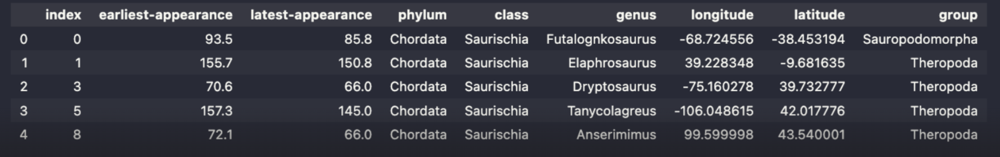 index earliest-appearance latest-appearance phylum class genus longitude latitude group
0 0 93.5 85.8 Chordata Saurischia Futalognkosaurus -68.724556 -38.453194 Sauropodomorpha
1 1 155.7 150.8 Chordata Saurischia Elaphrosaurus 39.228348 -9.681635 Theropoda
2 3 70.6 66.0 Chordata Saurischia Dryptosaurus -75.160278 39.732777 Theropoda
3 5 157.3 145.0 Chordata Saurischia Tanycolagreus -106.048615 42.017776 Theropoda
4 8 72.1 66.0 Chordata Saurischia Anserimimus 99.599998 43.540001 Theropoda